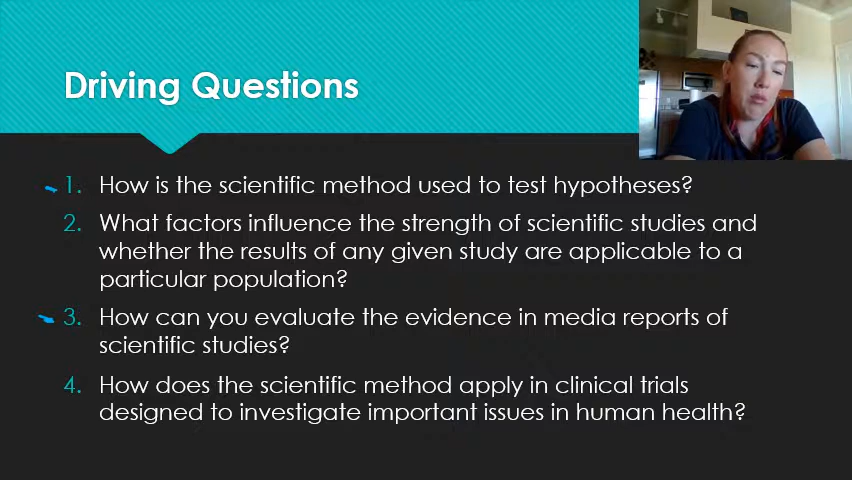 Driving Questions
1. How is the scientific method used to test hypotheses?
2. What factors influence the strength of scientific studies and
whether the results of any given study are applicable to a
particular population?
3. How can you evaluate the evidence in media reports of
scientific studies?
4. How does the scientific method apply in clinical trials
designed to investigate important issues in human health?